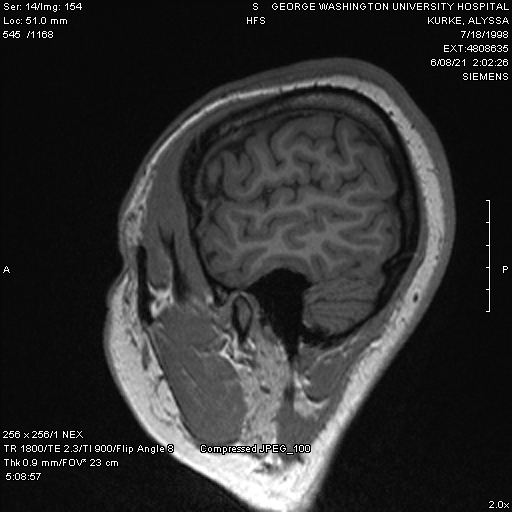 Ser: 14/Img: 154
Loc: 51.0 mm
545 /1168
S
HFS
GEORGE WASHINGTON UNIVERSITY HOSPITAL
KURKE, ALYSSA
7/18/1998
EXT:4808635
6/08/21 2:02:26
SIEMENS
A
P
256 x 256/1 NEX
TR 1800/TE 2.3/TI 900/Flip Angle 8
Thk 0.9 mm/FOV* 23 cm
5:08:57
Compressed JPEG_100
2.0x